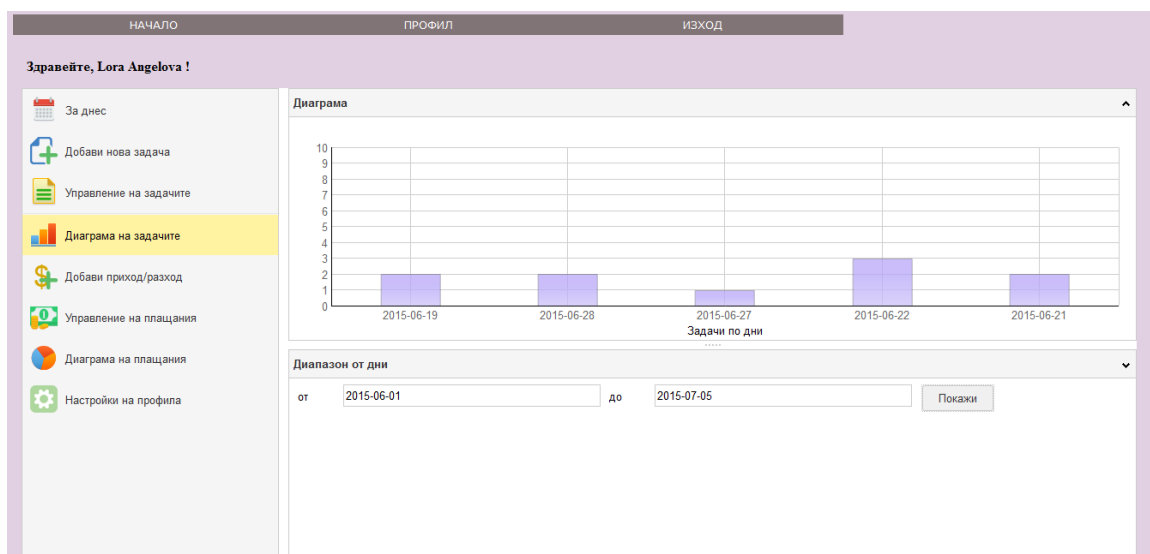 НАЧАЛО ПРОФИЛ ИЗХОД
Здравейте, Lora Angelova !
За днес
Добави нова задача
Управление на задачите
Диаграма на задачите
Добави приход/разход
Управление на плащания
Диаграма на плащания
Настройки на профила
Диаграма
10
9
8
7
6
5
4
3
2
1
0
2015-06-19 2015-06-28 2015-06-27 2015-06-22 2015-06-21
Задачи по дни
Диапазон от дни
от 2015-06-01 до 2015-07-05 Покажи